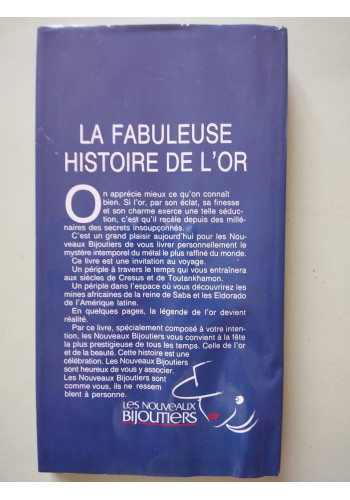 LA FABULEUSE
HISTOIRE DE L'OR
On apprécie mieux ce qu'on connaît
bien. Si l'or, par son éclat, sa finesse
et son charme exerce une telle séduc-
tion, c'est qu'il recèle depuis des millé-
naires des secrets insoupçonnés.
C'est un grand plaisir aujourd'hui pour les Nou-
veaux Bijoutiers de vous livrer personnellement le
mystère intemporel du métal le plus raffiné du monde.
Ce livre est une invitation au voyage.
Un périple à travers le temps qui vous entraînera
aux siècles de Cresus et de Toutankhamon.
Un périple dans l'espace où vous découvrirez les
mines africaines de la reine de Saba et les Eldorado
de l'Amérique latine.
En quelques pages, la légende de l'or devient
réalité.
Par ce livre, spécialement composé à votre inten-
tion, les Nouveaux Bijoutiers vous convient à la fête
la plus prestigieuse de tous les temps. Celle de l'or
et de la beauté. Cette histoire est une
célébration. Les Nouveaux Bijoutiers
sont heureux de vous y associer.
Les Nouveaux Bijoutiers sont
comme vous, ils ne ressem
blent à personne.
LES NOUVEAUX
BIJOUTIERS